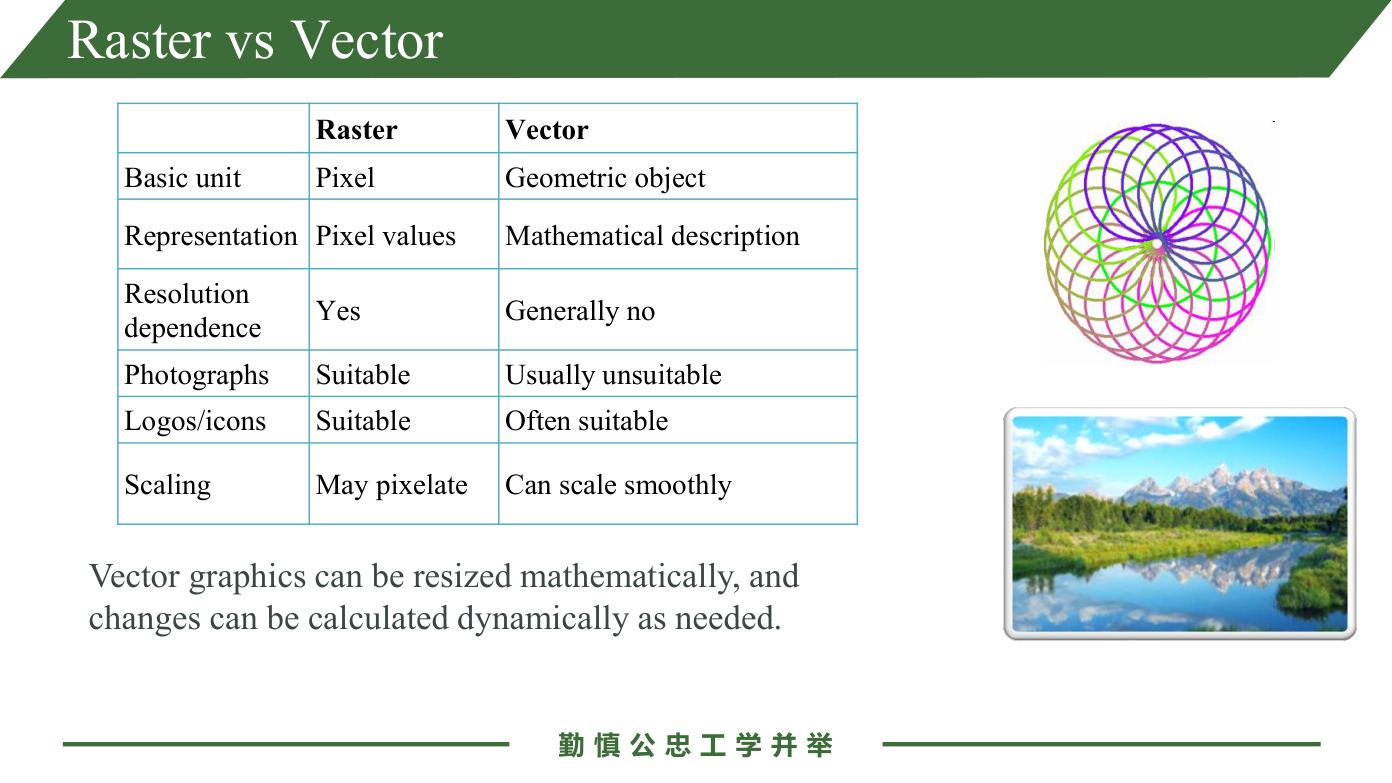 Raster vs Vector
Raster Vector
Basic unit Pixel Geometric object
Representation Pixel values Mathematical description
Resolution
dependence Yes Generally no
Photographs Suitable Usually unsuitable
Logos/icons Suitable Often suitable
Scaling May pixelate Can scale smoothly
Vector graphics can be resized mathematically, and
changes can be calculated dynamically as needed.
勤慎公忠工学并举